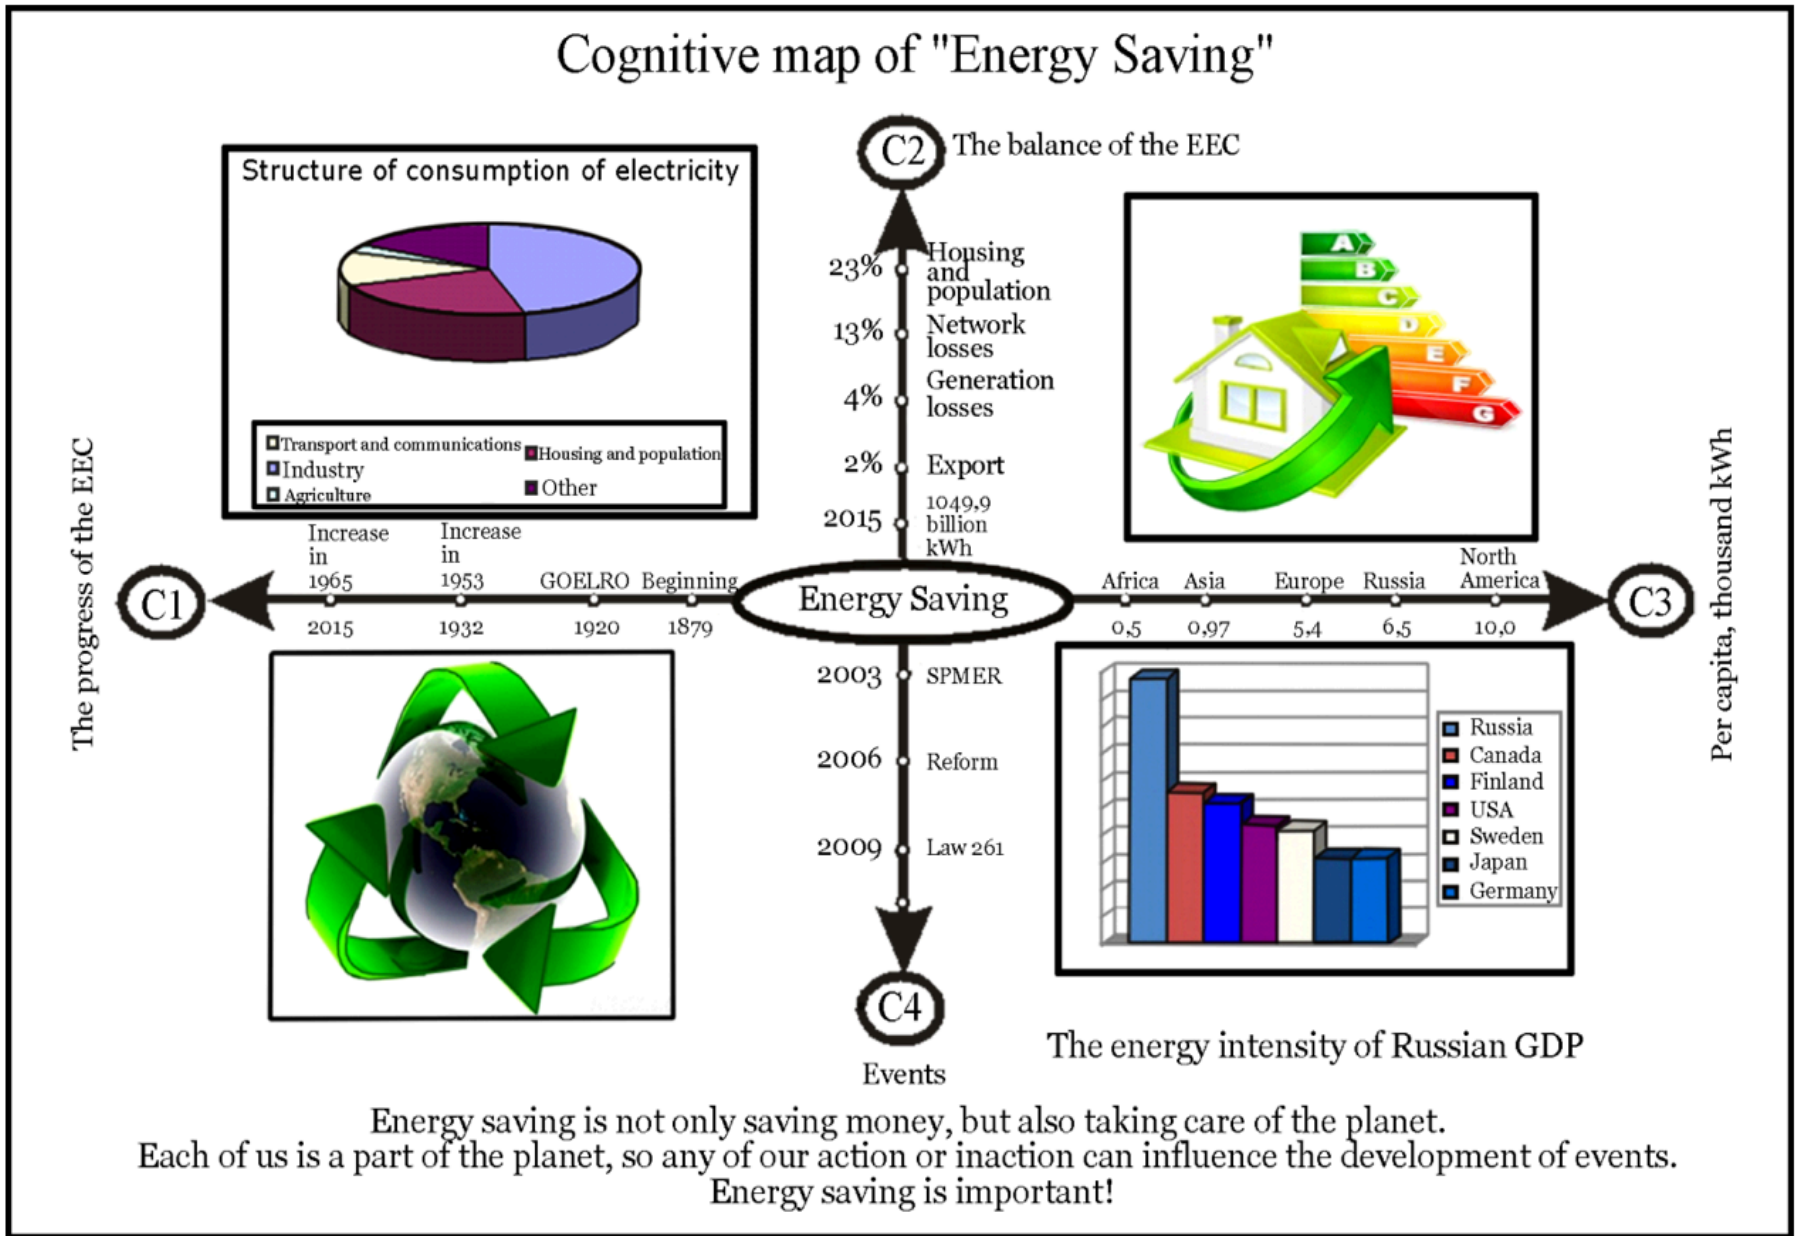 Cognitive map of "Energy Saving"
C2
The balance of the EEC
Structure of consumption of electricity
Transport and communications
Industry
Agriculture
Housing and population
Other
23%
Housing
and
population
13%
Network
losses
4%
Generation
losses
2%
Export
2015
1049,9
billion
kWh
A
B
C
D
E
F
G
The progress of the EEC
C1
Increase
in
1965
2015
Increase
in
1953
1932
GOELRO
1920
Beginning
1879
Energy Saving
Africa
0,5
Asia
0,97
Europe
5,4
Russia
6,5
North
America
10,0
C3
Per capita, thousand kWh
2003
SPMER
2006
Reform
2009
Law 261
C4
Events
Russia
Canada
Finland
USA
Sweden
Japan
Germany
The energy intensity of Russian GDP
Energy saving is not only saving money, but also taking care of the planet.
Each of us is a part of the planet, so any of our action or inaction can influence the development of events.
Energy saving is important!